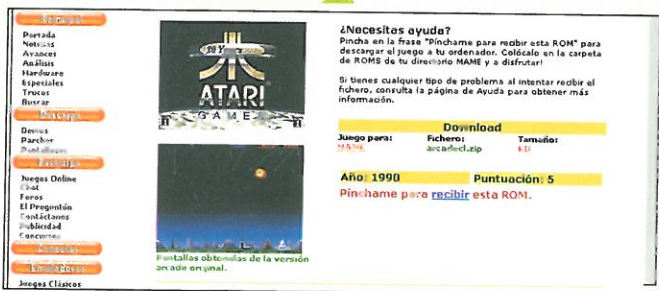 Portada
Noticias
Avances
Análisis
Hardware
Especiales
Trucos
Buscar
Demos
Parches
Pantallazos
Juegos Online
Chat
Foros
El Preguntón
Contáctanos
Publicidad
Concursos
Consolas
Emuladores
Juegos Clásicos
ATARI
GAMES
Pantallas obtenidas de la versión
arcade original.
¿Necesitas ayuda?
Pincha en la frase "Pínchame para recibir esta ROM" para
descargar el juego a tu ordenador. Colócalo en la carpeta
de ROMS de tu directorio MAME y a disfrutar!
Si tienes cualquier tipo de problema al intentar recibir el
fichero, consulta la página de Ayuda para obtener más
información.
Download
Juego para: Fichero: Tamaño:
MAME arcadecl.zip
Año: 1990 Puntuación: 5
Pínchame para recibir esta ROM.